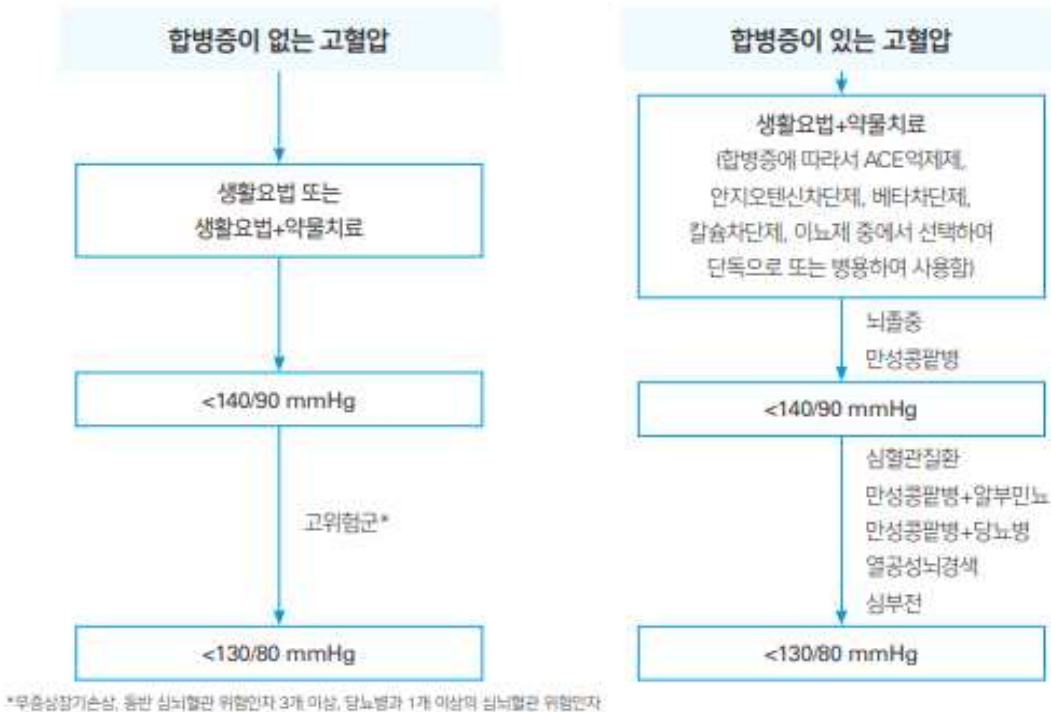 합병증이 없는 고혈압
생활요법 또는
생활요법+약물치료
<140/90 mmHg
고위험군*
<130/80 mmHg
합병증이 있는 고혈압
생활요법+약물치료
(합병증에 따라서 ACE억제제,
안지오텐신차단제, 베타차단제,
칼슘차단제, 이뇨제 중에서 선택하여
단독으로 또는 병용하여 사용함)
뇌졸중
만성콩팥병
<140/90 mmHg
심혈관질환
만성콩팥병+알부민뇨
만성콩팥병+당뇨병
열공성뇌경색
심부전
<130/80 mmHg
*무증상장기손상, 동반 심뇌혈관 위험인자 3개 이상, 당뇨병과 1개 이상의 심뇌혈관 위험인자